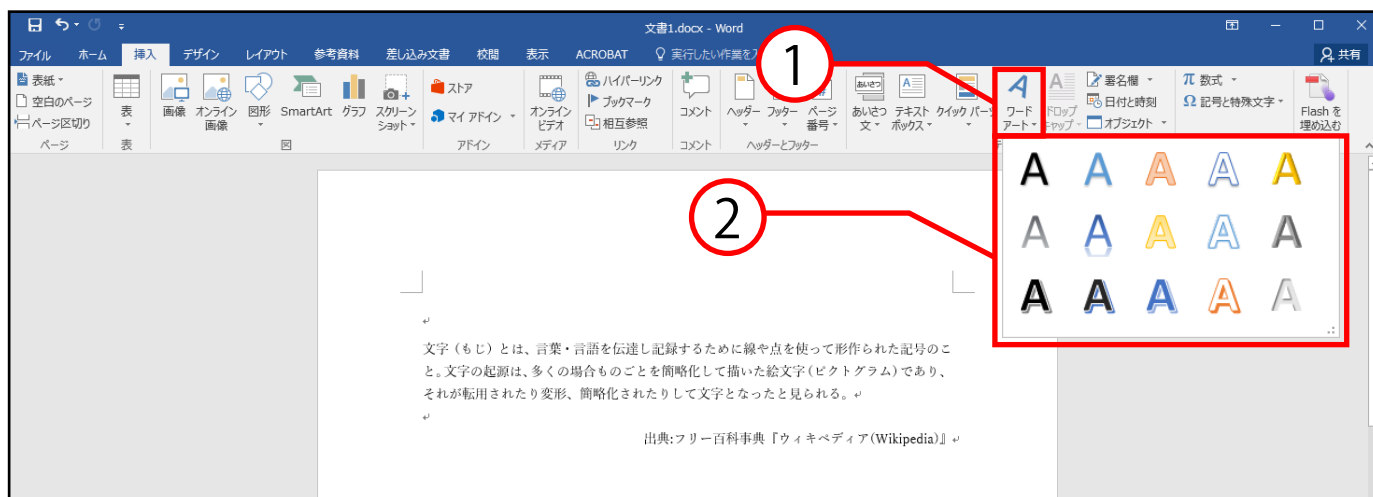 文書1.docx - Word
ファイル ホーム 挿入 デザイン レイアウト 参考資料 差し込み文書 校閲 表示 ACROBAT 実行したい作業を入 共有
表紙
空白のページ
ページ区切り
ページ
表
表
画像
オンライン
画像
図形
SmartArt
グラフ
スクリーン
ショット
図
ストア
マイ アドイン
アドイン
オンライン
ビデオ
メディア
ハイパーリンク
ブックマーク
相互参照
リンク
コメント
コメント
ヘッダー
フッター
ページ
番号
ヘッダーとフッター
あいさつ
あいさつ
文
A
テキスト
ボックス
クイック パーツ
A
ワード
アート
A
ドロップ
キャップ
署名欄
日付と時刻
オブジェクト
π 数式
Ω 記号と特殊文字
Flash を
埋め込む
1
2
A A A A A
A A A A A
A A A A A
文字（もじ）とは、言葉・言語を伝達し記録するために線や点を使って形作られた記号のこ
と。文字の起源は、多くの場合ものごとを簡略化して描いた絵文字(ピクトグラム)であり、
それが転用されたり変形、簡略化されたりして文字となったと見られる。
出典:フリー百科事典『ウィキペディア(Wikipedia)』